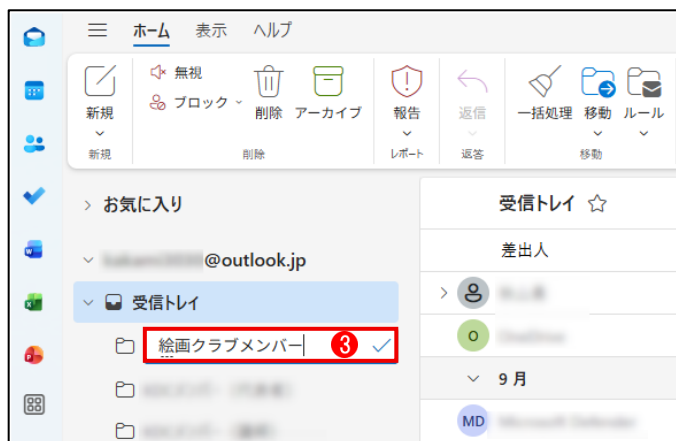 ホーム 表示 ヘルプ
無視
ブロック
新規 削除 アーカイブ 報告 返信 一括処理 移動 ルール
新規 削除 レポート 返答 移動
お気に入り
@outlook.jp
受信トレイ
絵画クラブメンバー 3
受信トレイ
差出人
O
9 月
MD